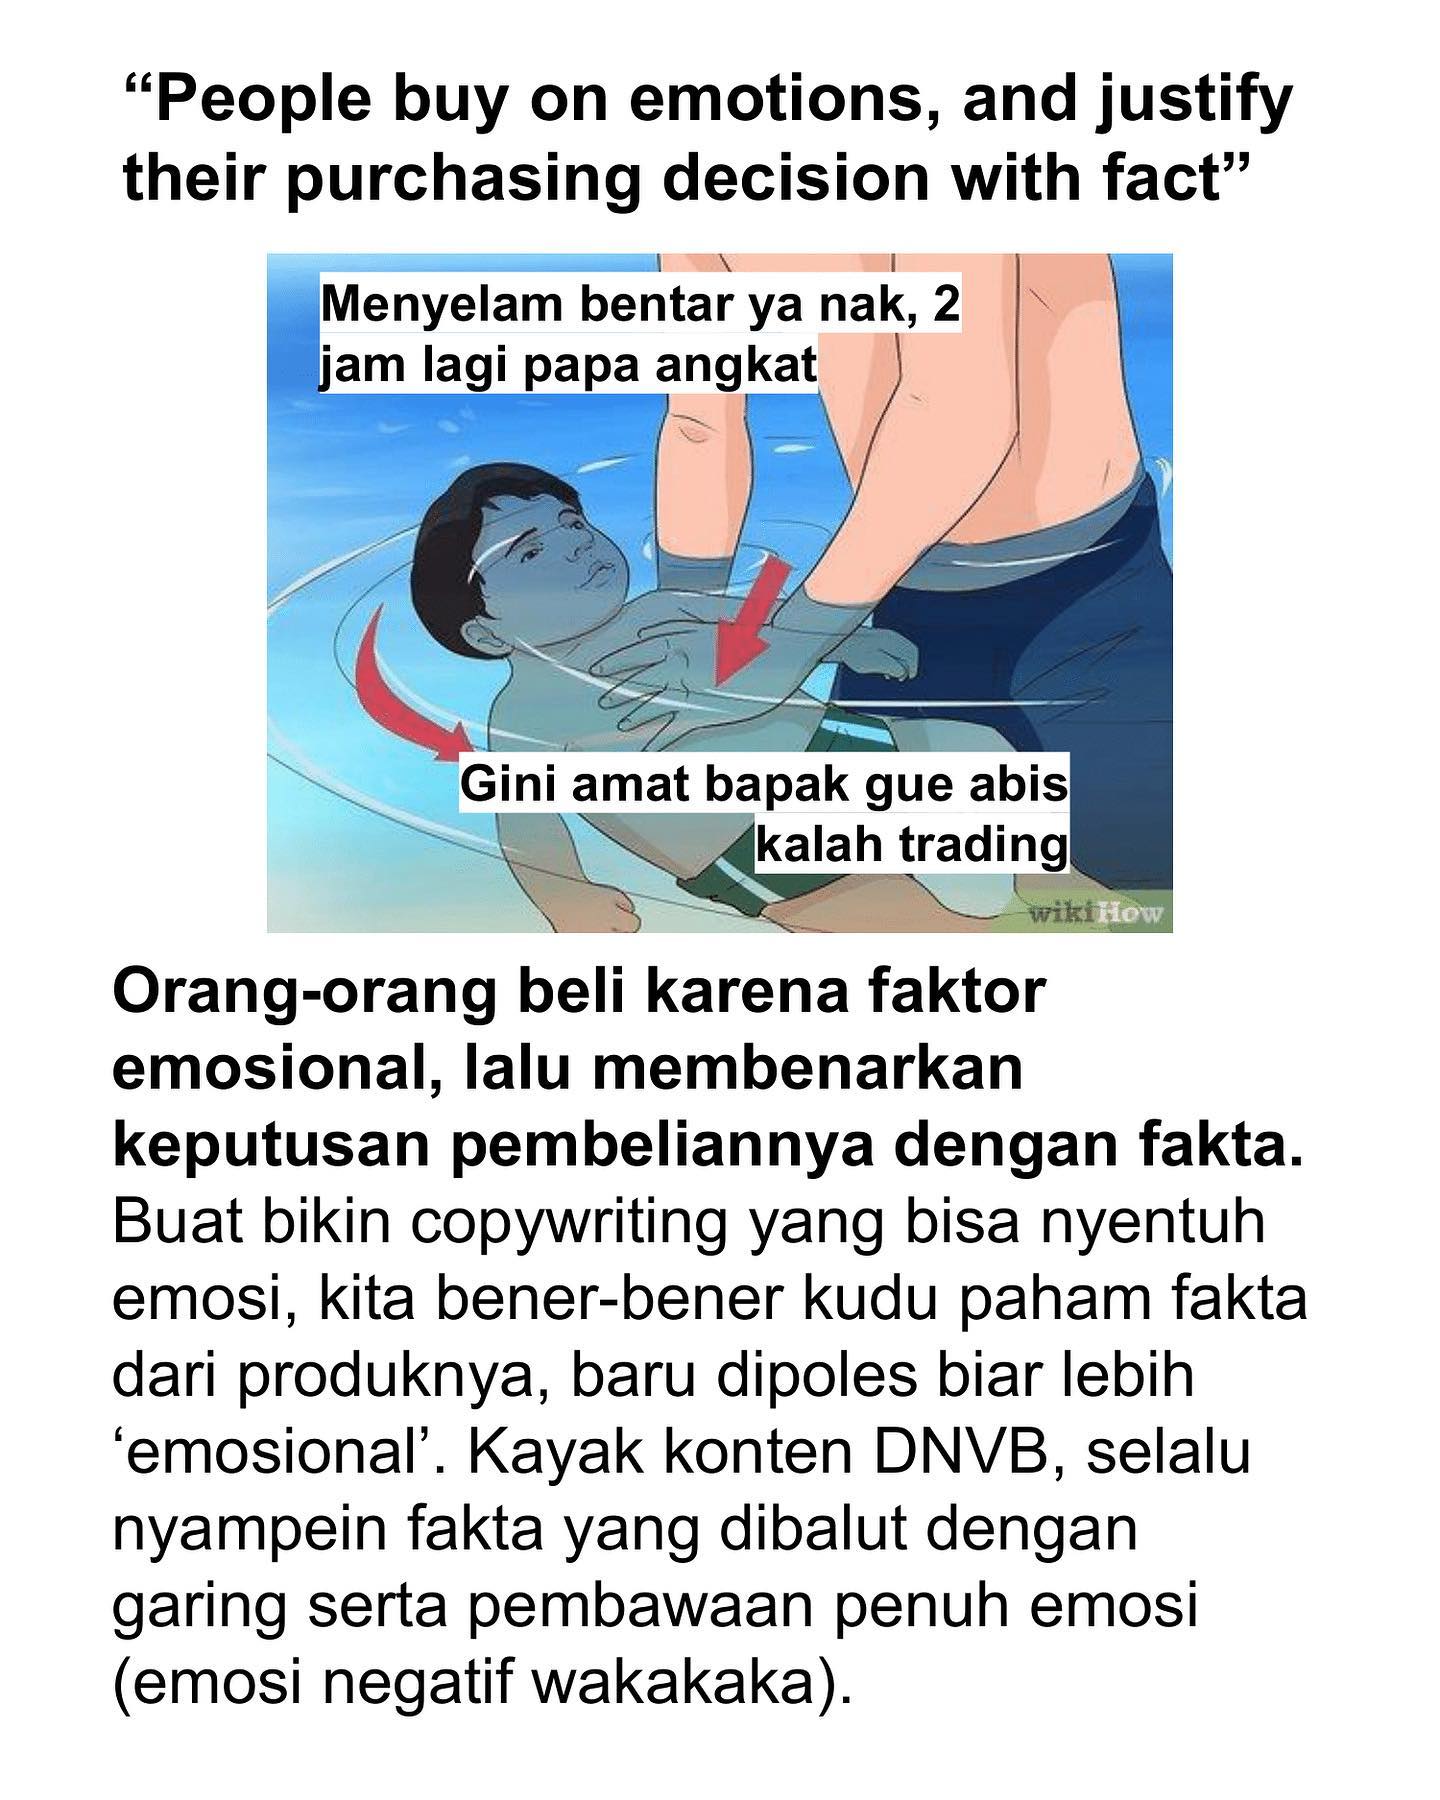 “People buy on emotions, and justify
their purchasing decision with fact”
Menyelam bentar ya nak, 2
jam lagi papa angkat
Gini amat bapak gue abis
kalah trading
wikiHow
Orang-orang beli karena faktor
emosional, lalu membenarkan
keputusan pembeliannya dengan fakta.
Buat bikin copywriting yang bisa nyentuh
emosi, kita bener-bener kudu paham fakta
dari produknya, baru dipoles biar lebih
‘emosional’. Kayak konten DNVB, selalu
nyampein fakta yang dibalut dengan
garing serta pembawaan penuh emosi
(emosi negatif wakakaka).